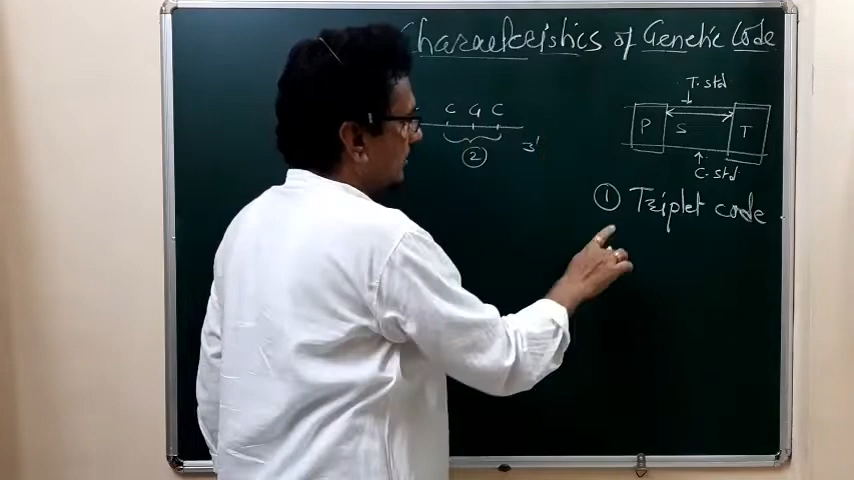 Characteristics of Genetic Code
T. std
C G C
P S T
② 3'
C. std
① Triplet code